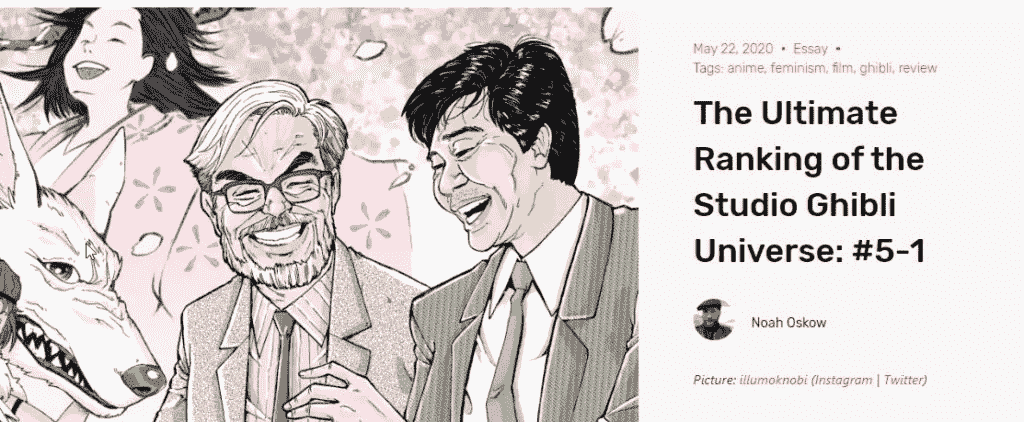 May 22, 2020 • Essay •
Tags: anime, feminism, film, ghibli, review
The Ultimate
Ranking of the
Studio Ghibli
Universe: #5-1
Noah Oskow
Picture: illumoknobi (Instagram | Twitter)